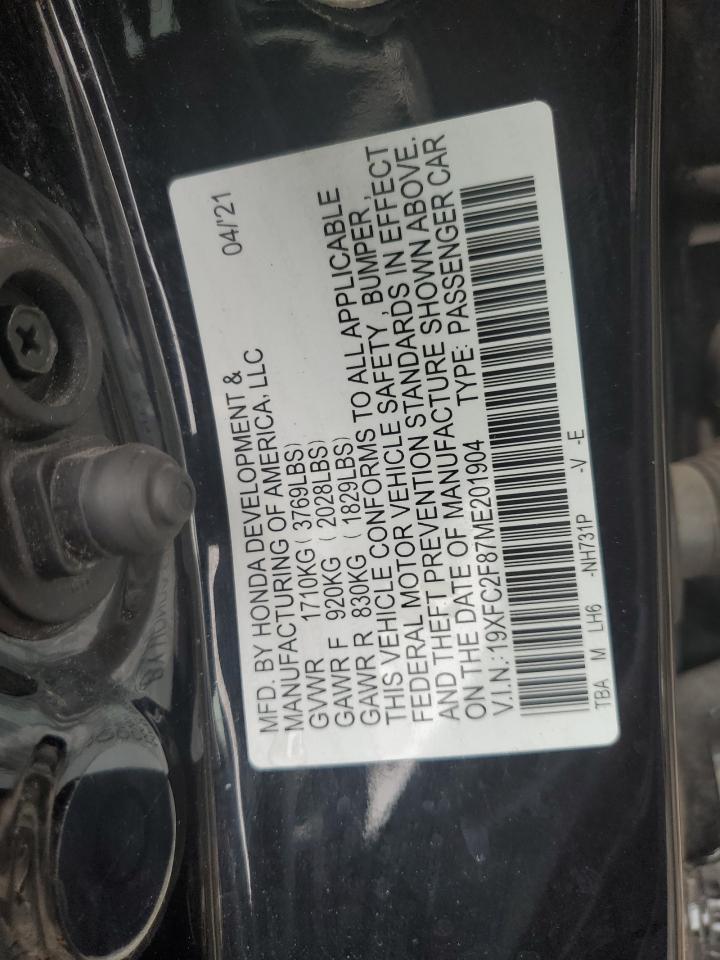 MFD. BY HONDA DEVELOPMENT & 04/'21
MANUFACTURING OF AMERICA, LLC
GVWR 1710KG ( 3769LBS)
GAWR F 920KG ( 2028LBS)
GAWR R 830KG ( 1829LBS)
THIS VEHICLE CONFORMS TO ALL APPLICABLE
FEDERAL MOTOR VEHICLE SAFETY, BUMPER,
AND THEFT PREVENTION STANDARDS IN EFFECT
ON THE DATE OF MANUFACTURE SHOWN ABOVE.
V.I.N.: 19XFC2F87ME201904 TYPE: PASSENGER CAR
TBA M LH6 -NH731P -V -E